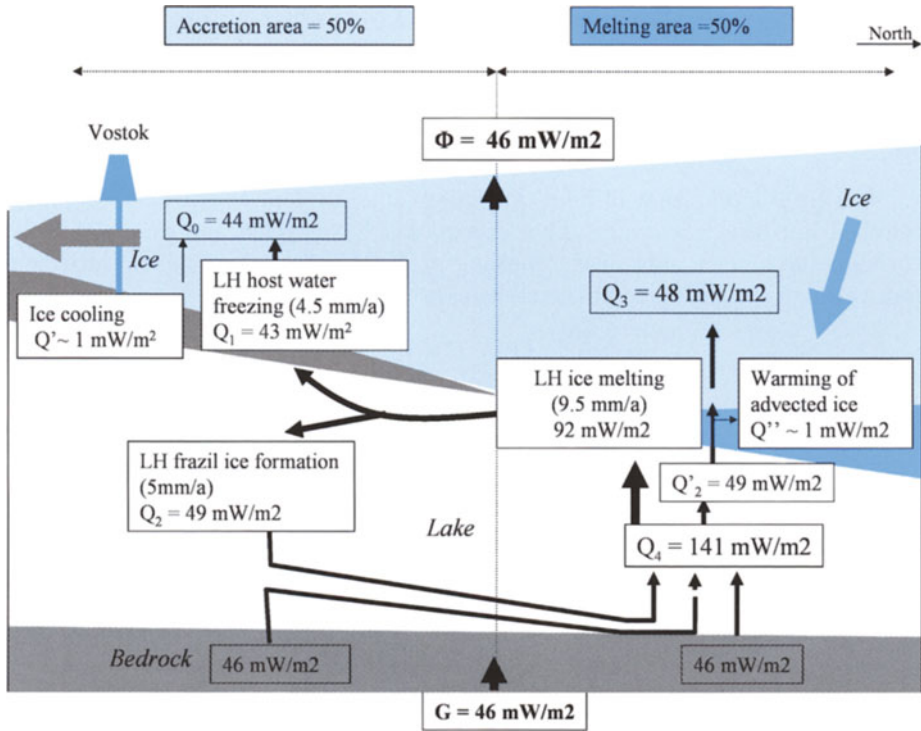 Accretion area = 50%
Melting area =50%
North
Vostok
Φ = 46 mW/m2
Ice
Q₀ = 44 mW/m2
Ice
LH host water
freezing (4.5 mm/a)
Q₁ = 43 mW/m²
Ice cooling
Q'~ 1 mW/m²
Q₃ = 48 mW/m2
LH ice melting
(9.5 mm/a)
92 mW/m2
Warming of
advected ice
Q'' ~ 1 mW/m2
LH frazil ice formation
(5mm/a)
Q₂ = 49 mW/m2
Q'₂ = 49 mW/m2
Lake
Q₄ = 141 mW/m2
Bedrock
46 mW/m2
46 mW/m2
G = 46 mW/m2